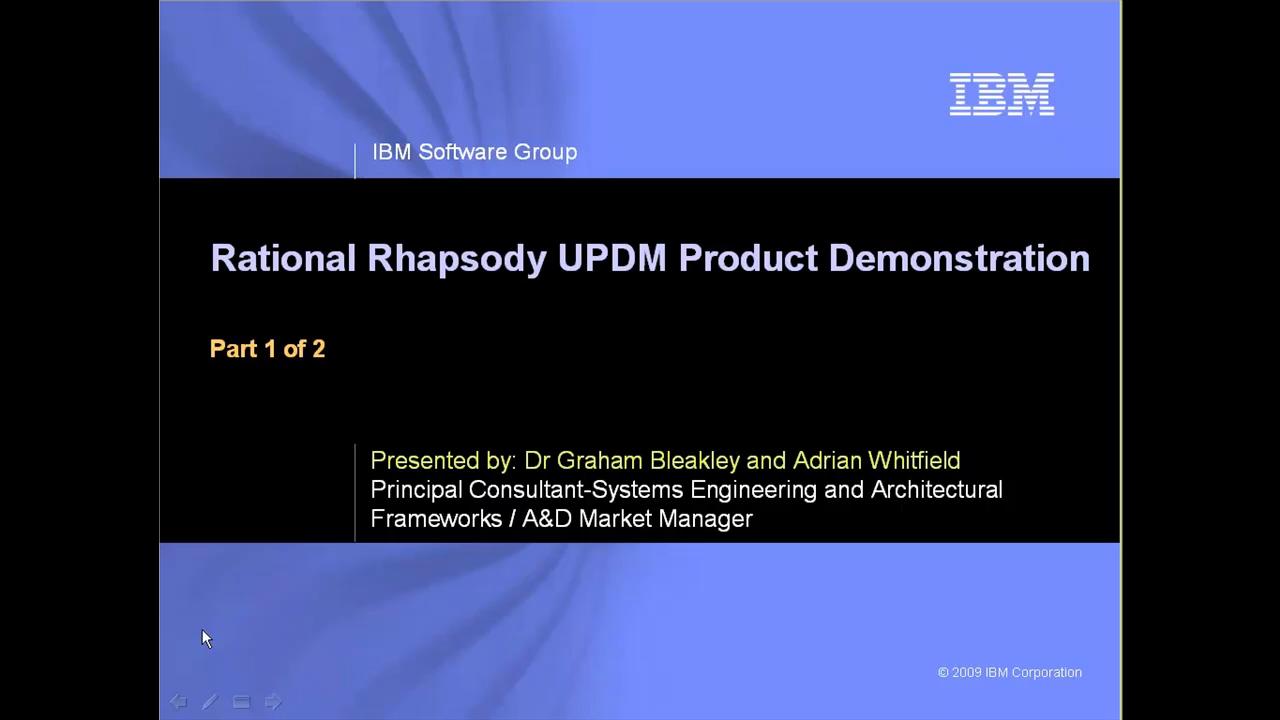 IBM
IBM Software Group
Rational Rhapsody UPDM Product Demonstration
Part 1 of 2
Presented by: Dr Graham Bleakley and Adrian Whitfield
Principal Consultant-Systems Engineering and Architectural
Frameworks / A&D Market Manager
© 2009 IBM Corporation